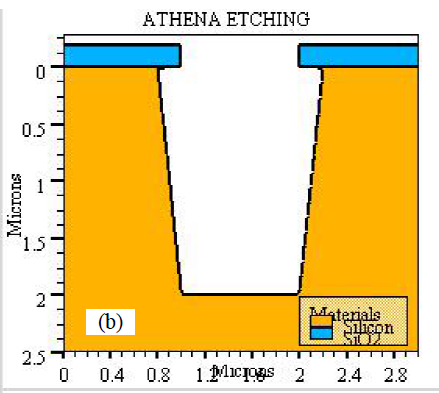 ATHENA ETCHING
0
0.5
1
1.5
2
2.5
Microns
(b)
Materials
Silicon
SiO2
0 0.4 0.8 1.2 1.6 2 2.4 2.8
Microns